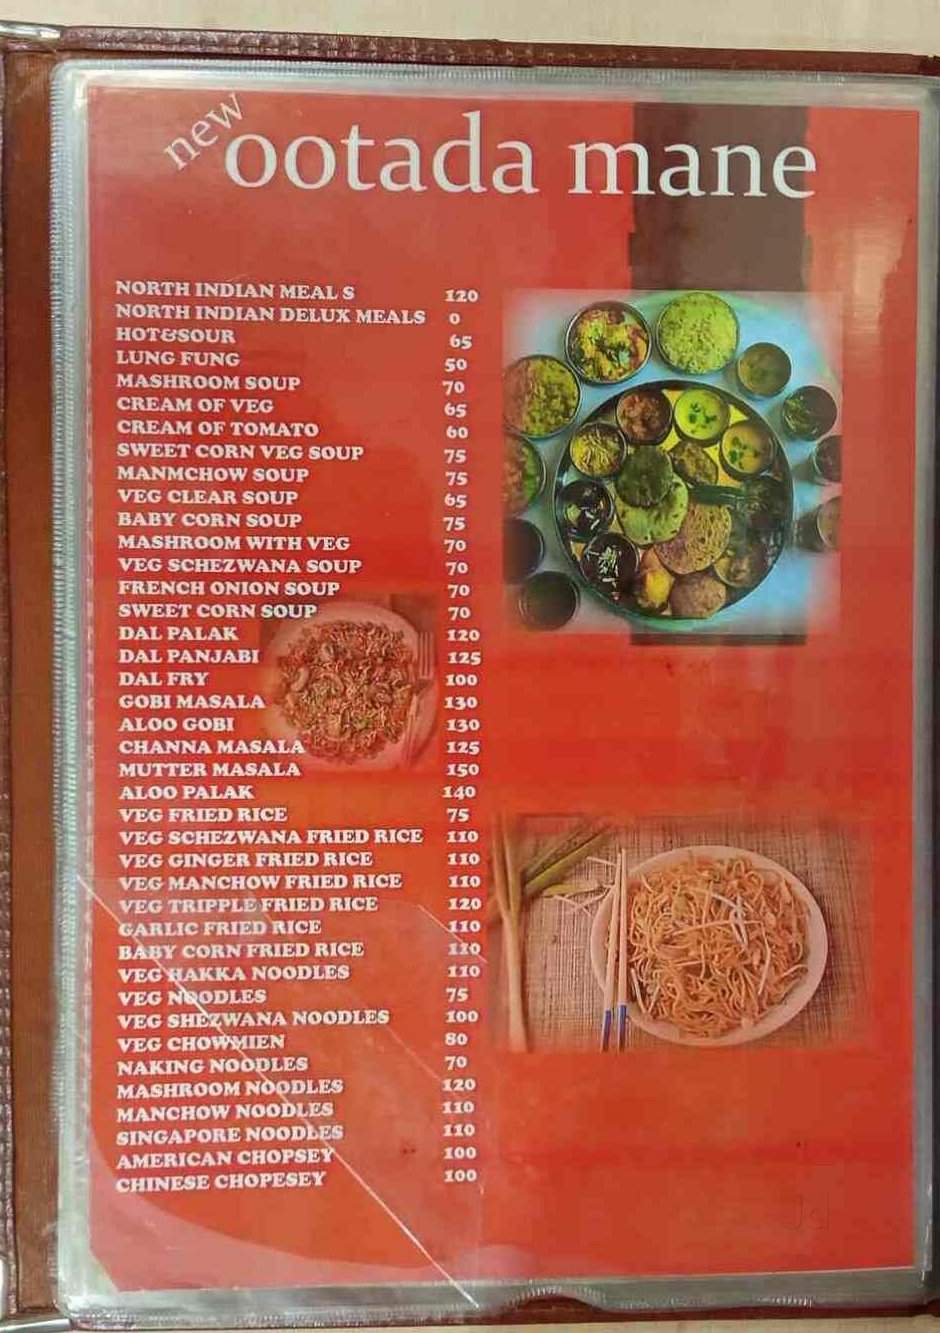 new
ootada mane
NORTH INDIAN MEAL S 120
NORTH INDIAN DELUX MEALS 0
HOT&SOUR 65
LUNG FUNG 50
MASHROOM SOUP 70
CREAM OF VEG 65
CREAM OF TOMATO 60
SWEET CORN VEG SOUP 75
MANMCHOW SOUP 75
VEG CLEAR SOUP 65
BABY CORN SOUP 75
MASHROOM WITH VEG 70
VEG SCHEZWANA SOUP 70
FRENCH ONION SOUP 70
SWEET CORN SOUP 70
DAL PALAK 120
DAL PANJABI 125
DAL FRY 100
GOBI MASALA 130
ALOO GOBI 130
CHANNA MASALA 125
MUTTER MASALA 150
ALOO PALAK 140
VEG FRIED RICE 75
VEG SCHEZWANA FRIED RICE 110
VEG GINGER FRIED RICE 110
VEG MANCHOW FRIED RICE 110
VEG TRIPPLE FRIED RICE 120
GARLIC FRIED RICE 110
BABY CORN FRIED RICE 120
VEG HAKKA NOODLES 110
VEG NOODLES 75
VEG SHEZWANA NOODLES 100
VEG CHOWMIEN 80
NAKING NOODLES 70
MASHROOM NOODLES 120
MANCHOW NOODLES 110
SINGAPORE NOODLES 110
AMERICAN CHOPSEY 100
CHINESE CHOPESEY 100